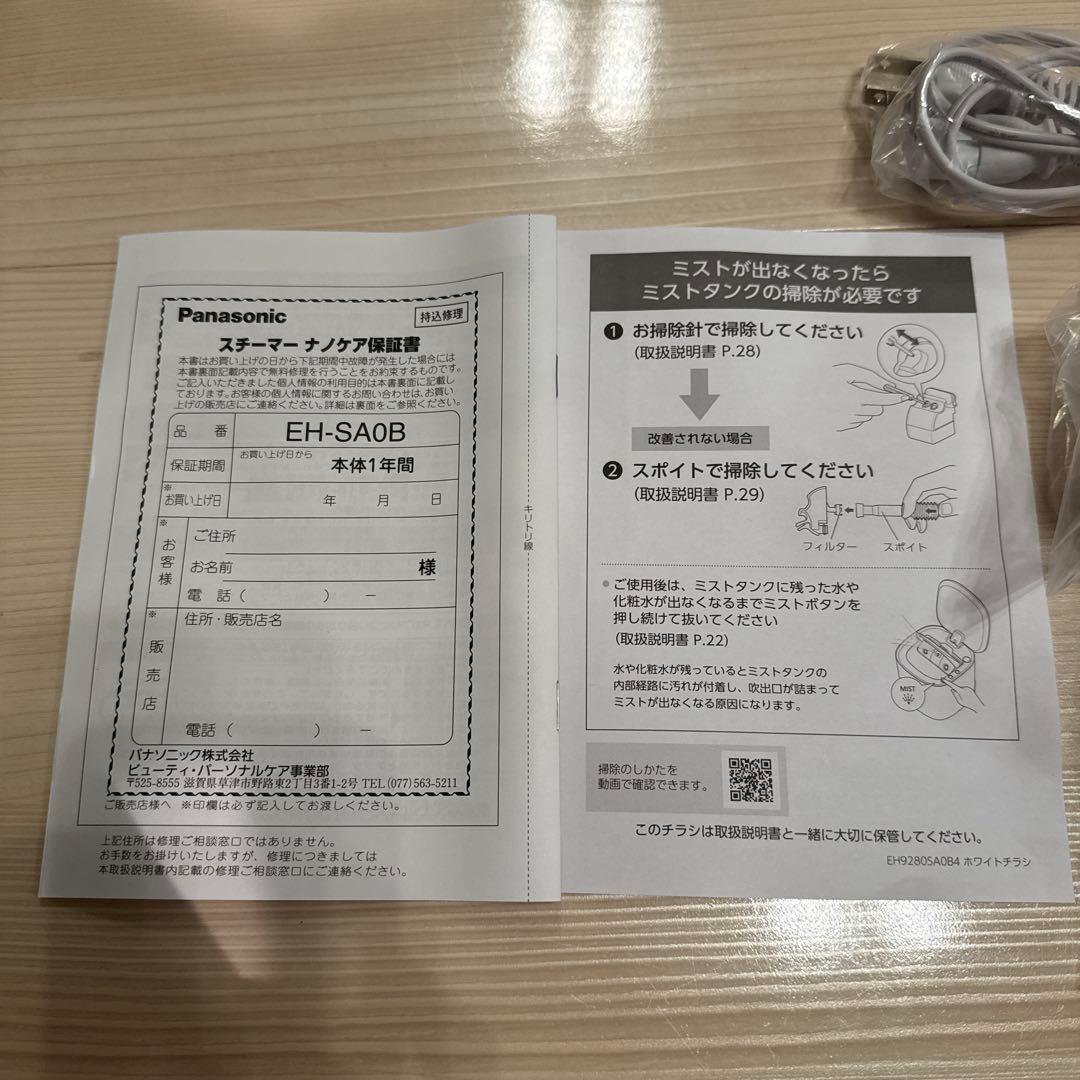 Panasonic
持込修理
スチーマー ナノケア保証書
本書はお買い上げの日から下記期間中故障が発生した場合には
本書裏面記載内容で無料修理を行うことをお約束するものです。
ご記入いただきました個人情報の利用目的は本書裏面に記載し
ております。お客様の個人情報に関するお問い合わせは、お買い
上げの販売店にご連絡ください。詳細は裏面をご参照ください。
品番 EH-SA0B
保証期間 お買い上げ日から 本体1年間
※お買い上げ日 年 月 日
※お客様
ご住所
お名前 様
電話( ) ー
※販売店
住所・販売店名
電話( ) ー
パナソニック株式会社
ビューティ・パーソナルケア事業部
〒525-8555 滋賀県草津市野路東2丁目3番1-2号 TEL(077)563-5211
ご販売店様へ ※印欄は必ず記入してお渡しください。
上記住所は修理ご相談窓口ではありません。
お手数をお掛けいたしますが、修理につきましては
本取扱説明書内記載の修理ご相談窓口にご連絡ください。
キリトリ線
ミストが出なくなったら
ミストタンクの掃除が必要です
❶ お掃除針で掃除してください
(取扱説明書 P.28)
改善されない場合
❷ スポイトで掃除してください
(取扱説明書 P.29)
フィルター スポイト
● ご使用後は、ミストタンクに残った水や
化粧水が出なくなるまでミストボタンを
押し続けて抜いてください
(取扱説明書 P.22)
水や化粧水が残っているとミストタンクの
内部経路に汚れが付着し、吹出口が詰まって
ミストが出なくなる原因になります。
MIST
掃除のしかたを
動画で確認できます。
このチラシは取扱説明書と一緒に大切に保管してください。
EH9280SA0B4 ホワイトチラシ